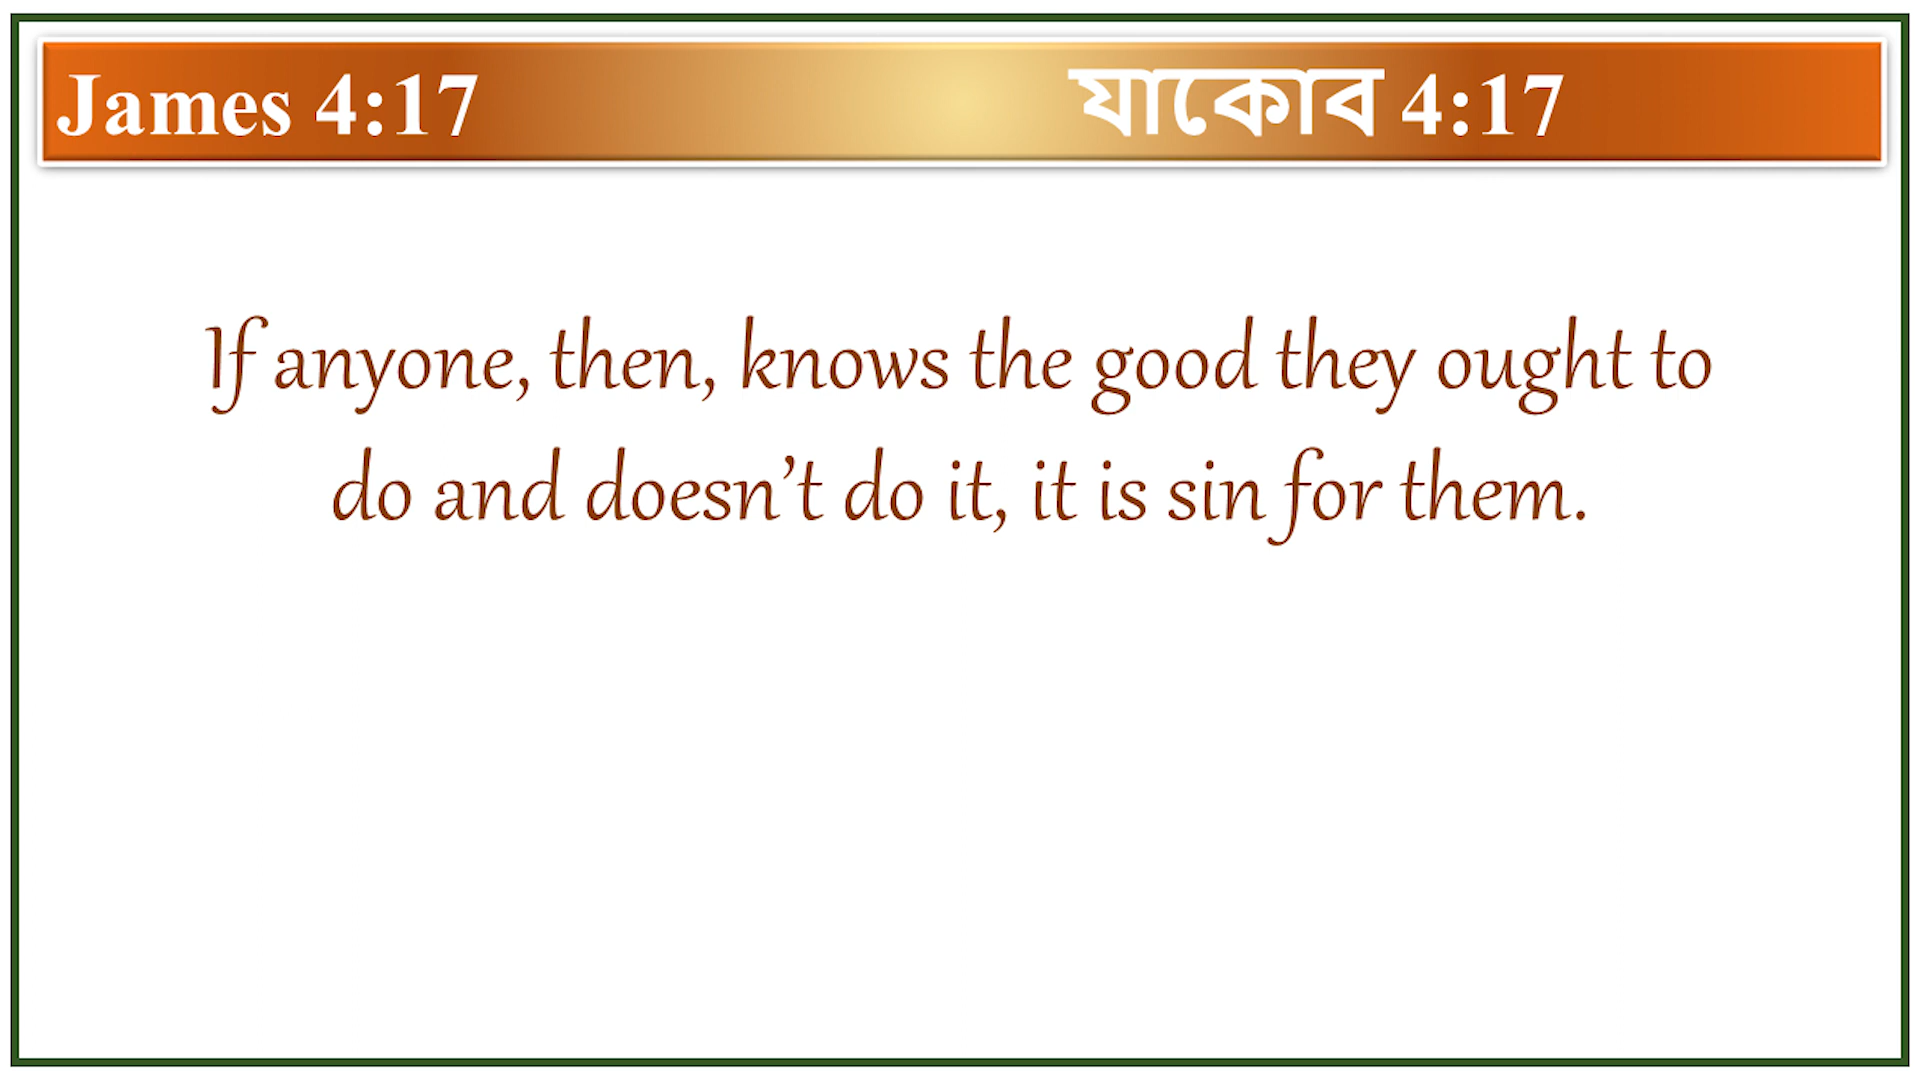 James 4:17 যাকোব 4:17
If anyone, then, knows the good they ought to
do and doesn’t do it, it is sin for them.